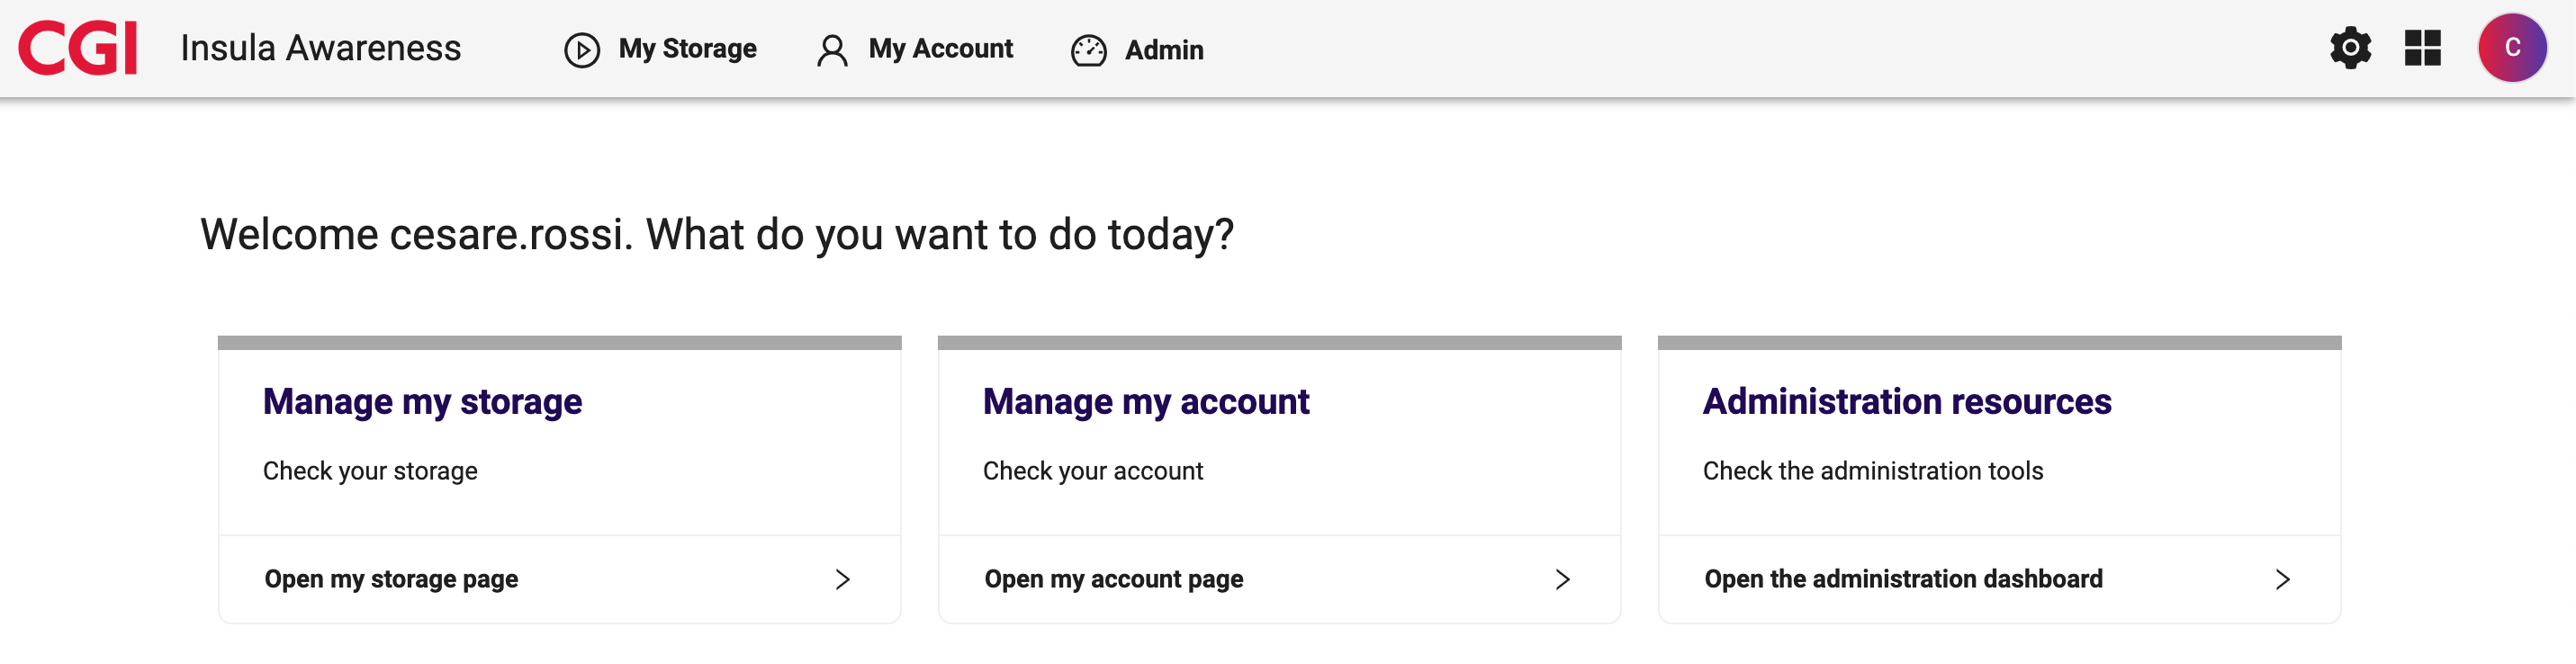 CGI Insula Awareness My Storage My Account Admin C
Welcome cesare.rossi. What do you want to do today?
Manage my storage
Check your storage
Open my storage page
Manage my account
Check your account
Open my account page
Administration resources
Check the administration tools
Open the administration dashboard